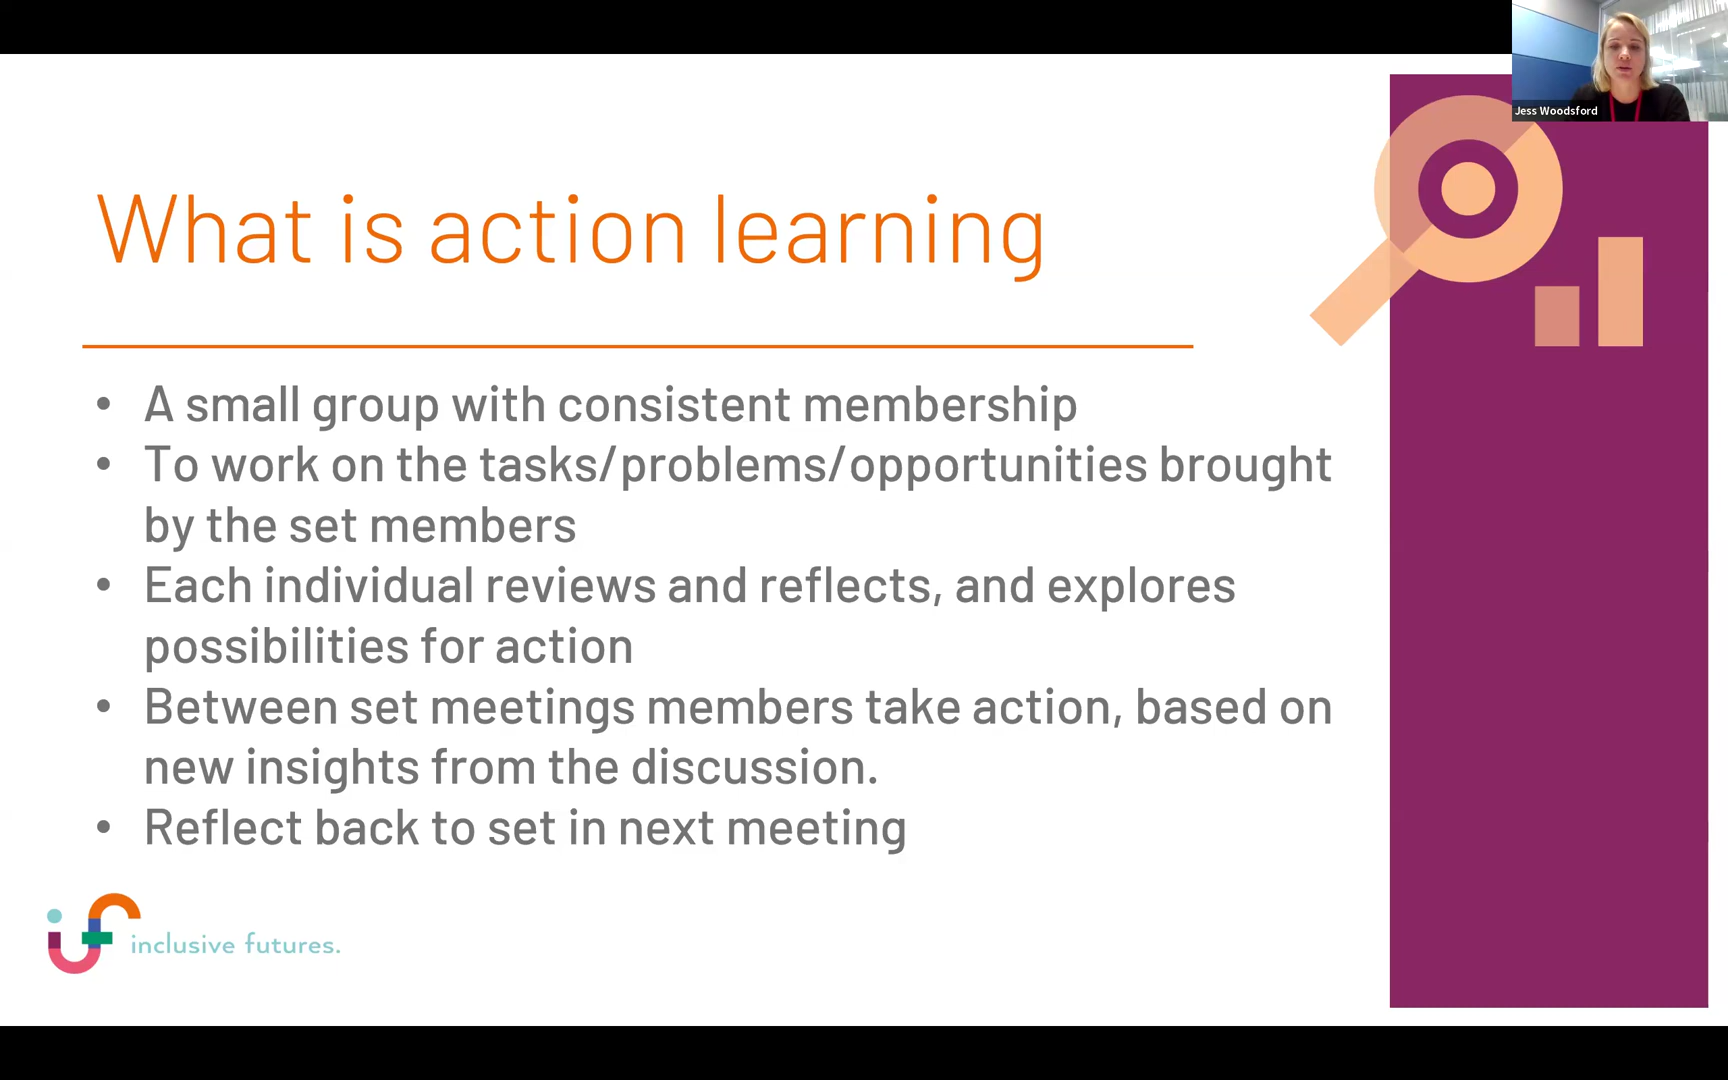 Jess Woodsford
What is action learning
• A small group with consistent membership
• To work on the tasks/problems/opportunities brought
by the set members
• Each individual reviews and reflects, and explores
possibilities for action
• Between set meetings members take action, based on
new insights from the discussion.
• Reflect back to set in next meeting
if
inclusive futures.